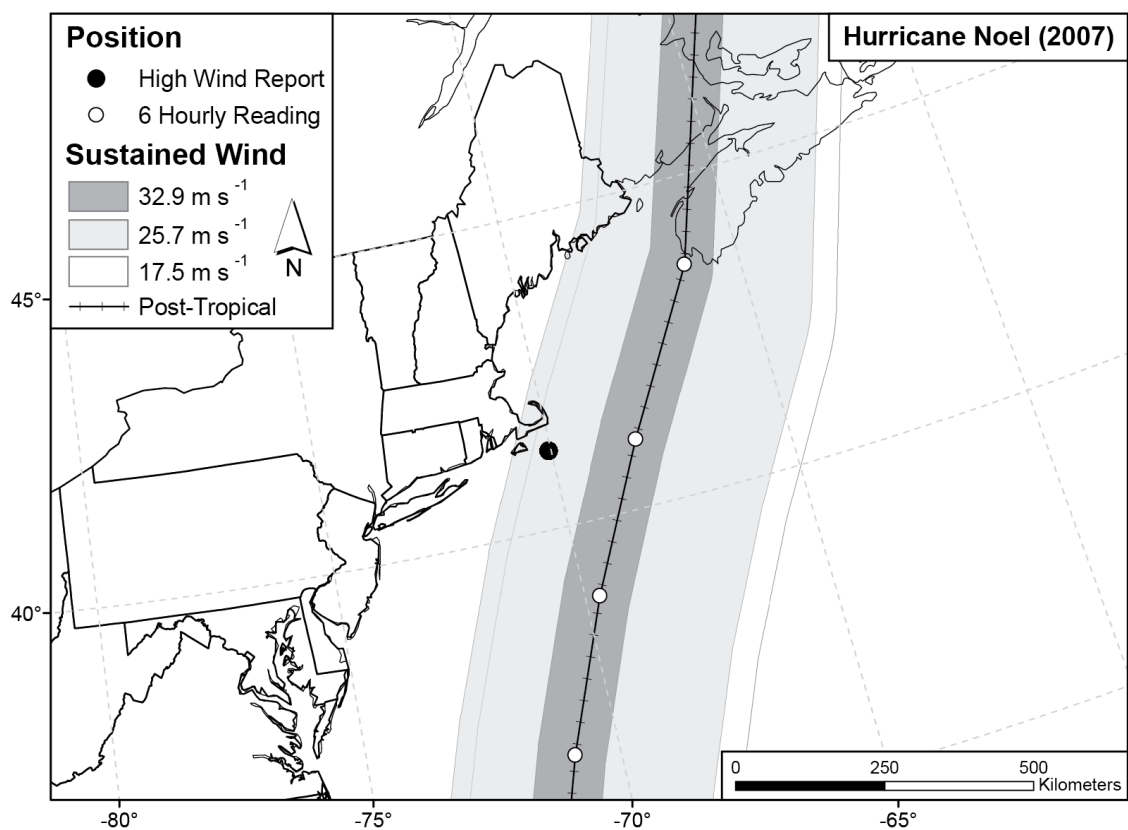 Hurricane Noel (2007)
Position
High Wind Report
6 Hourly Reading
Sustained Wind
32.9 m s -1
25.7 m s -1
17.5 m s -1
Post-Tropical
N
45°
40°
0 250 500
Kilometers
-80° -75° -70° -65°